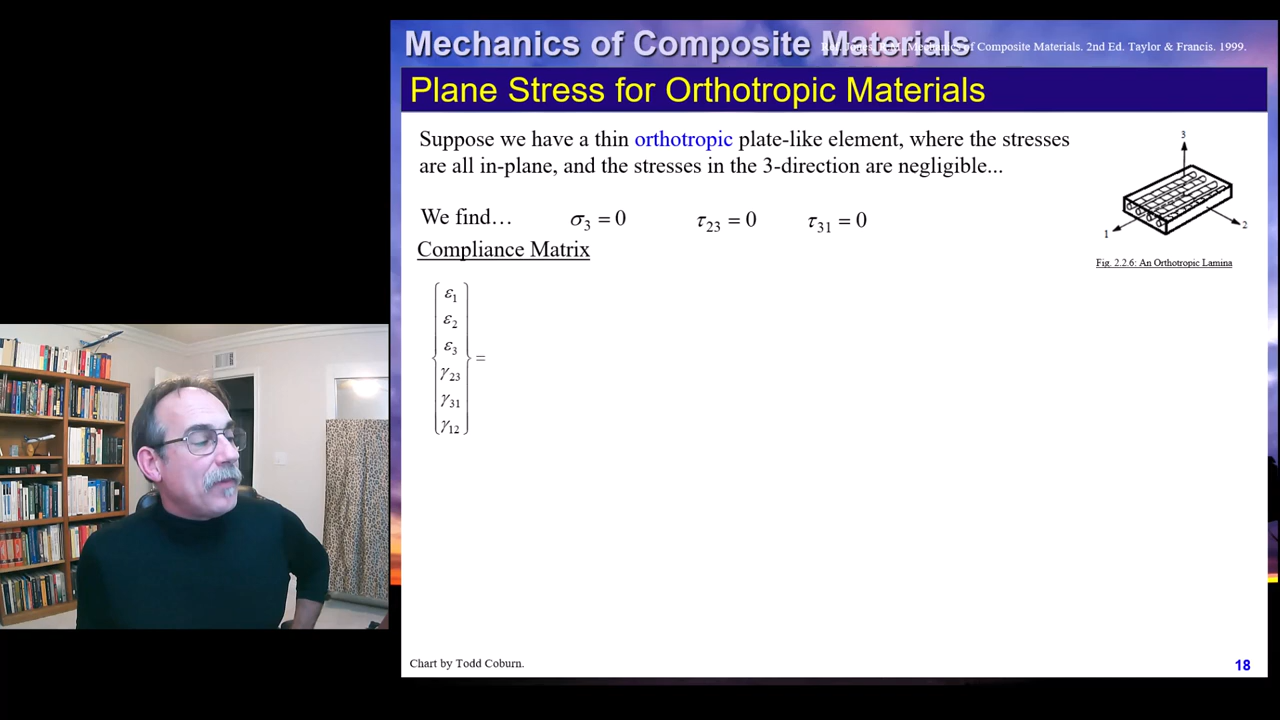 Mechanics of Composite Materials
Composite Materials. 2nd Ed. Taylor & Francis. 1999.
Plane Stress for Orthotropic Materials
Suppose we have a thin orthotropic plate-like element, where the stresses
are all in-plane, and the stresses in the 3-direction are negligible...
3
1
2
Fig. 2.2.6: An Orthotropic Lamina
We find… σ₃ = 0 τ₂₃ = 0 τ₃₁ = 0
Compliance Matrix
ε₁
ε₂
ε₃
=
γ₂₃
γ₃₁
γ₁₂
Chart by Todd Coburn.
18